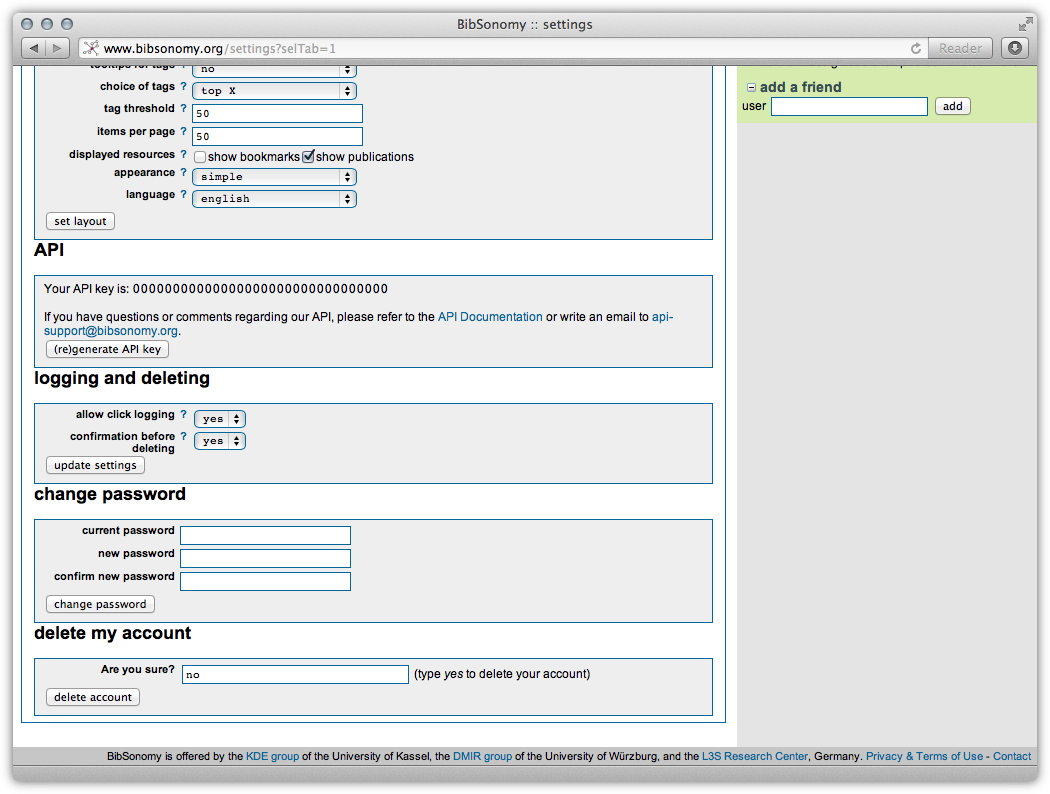 BibSonomy :: settings
www.bibsonomy.org/settings?selTab=1
Reader
no
choice of tags ? top X
tag threshold ? 50
items per page ? 50
displayed resources ? show bookmarks show publications
appearance ? simple
language ? english
set layout
API
Your API key is: 00000000000000000000000000000000
If you have questions or comments regarding our API, please refer to the API Documentation or write an email to api-
support@bibsonomy.org.
(re)generate API key
logging and deleting
allow click logging ? yes
confirmation before ? yes
deleting
update settings
change password
current password
new password
confirm new password
change password
delete my account
Are you sure? no (type yes to delete your account)
delete account
add a friend
user add
BibSonomy is offered by the KDE group of the University of Kassel, the DMIR group of the University of Würzburg, and the L3S Research Center, Germany. Privacy & Terms of Use - Contact